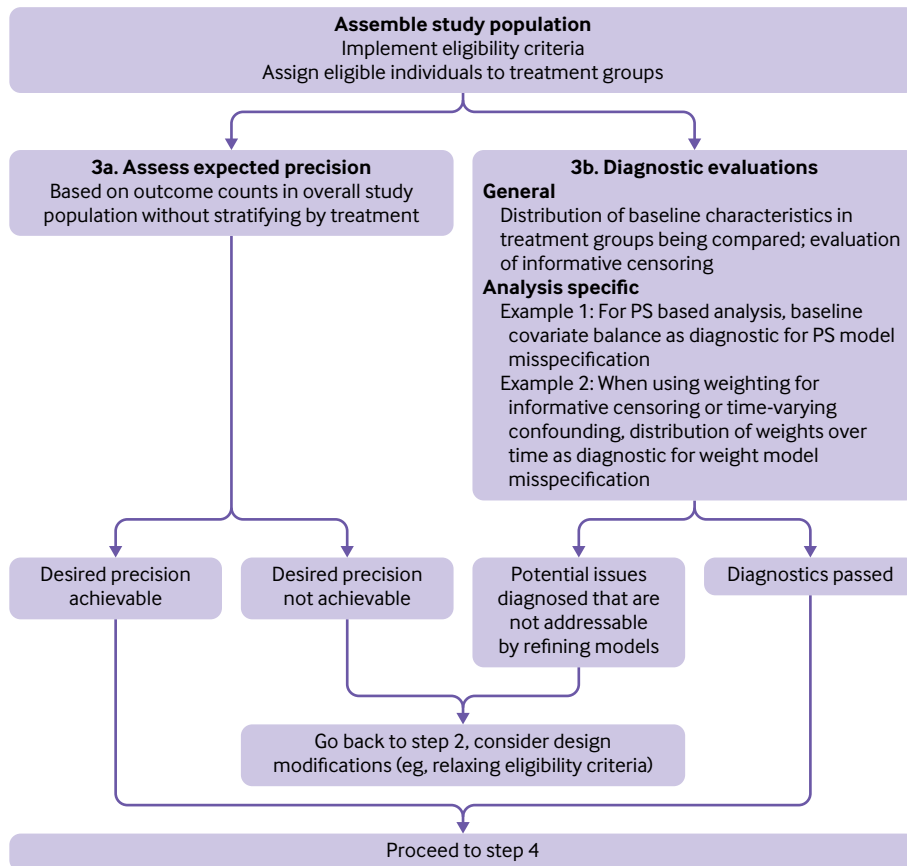 Assemble study population
Implement eligibility criteria
Assign eligible individuals to treatment groups
3a. Assess expected precision
Based on outcome counts in overall study
population without stratifying by treatment
3b. Diagnostic evaluations
General
Distribution of baseline characteristics in
treatment groups being compared; evaluation
of informative censoring
Analysis specific
Example 1: For PS based analysis, baseline
covariate balance as diagnostic for PS model
misspecification
Example 2: When using weighting for
informative censoring or time-varying
confounding, distribution of weights over
time as diagnostic for weight model
misspecification
Desired precision
achievable
Desired precision
not achievable
Potential issues
diagnosed that are
not addressable
by refining models
Diagnostics passed
Go back to step 2, consider design
modifications (eg, relaxing eligibility criteria)
Proceed to step 4